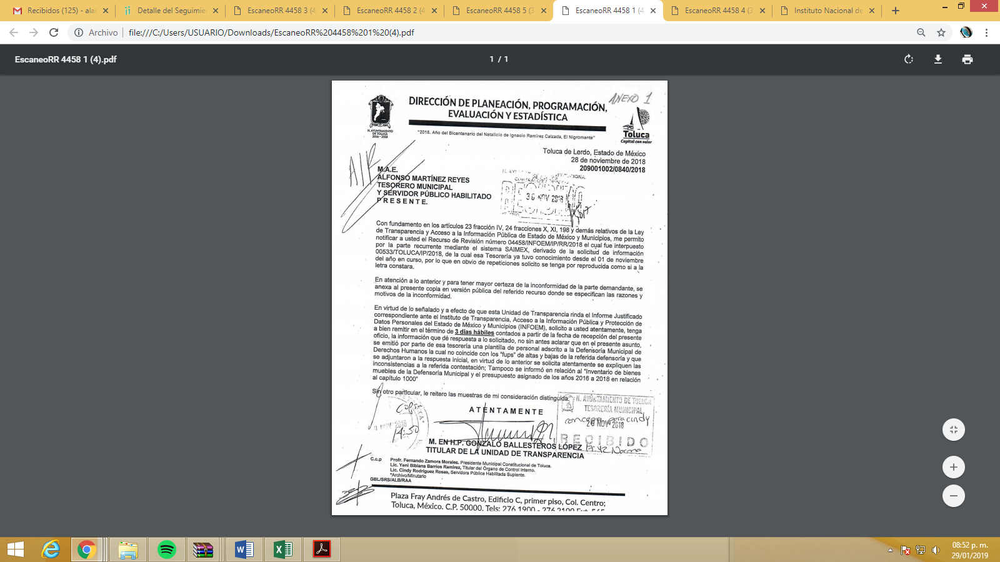 Recibidos (125) - alar
Detalle del Seguimie
EscaneoRR 4458 3 (4
EscaneoRR 4458 2 (4
EscaneoRR 4458 5 (3
EscaneoRR 4458 1 (4
EscaneoRR 4458 4 (3
Instituto Nacional de
Archivo
file:///C:/Users/USUARIO/Downloads/EscaneoRR%204458%201%20(4).pdf
EscaneoRR 4458 1 (4).pdf
1 / 1
ANEXO 1
DIRECCIÓN DE PLANEACIÓN, PROGRAMACIÓN,
EVALUACIÓN Y ESTADÍSTICA
H. AYUNTAMIENTO
DE TOLUCA
2016 - 2018
Toluca
Capital con valor
"2018. Año del Bicentenario del Natalicio de Ignacio Ramírez Calzada, El Nigromante"
Toluca de Lerdo, Estado de México
28 de noviembre de 2018
209001002/0840/2018
M.A.E.
ALFONSO MARTÍNEZ REYES
TESORERO MUNICIPAL
Y SERVIDOR PÚBLICO HABILITADO
P R E S E N T E.
30 NOV 2018
Con fundamento en los artículos 23 fracción IV, 24 fracciones X, XI, 198 y demás relativos de la Ley
de Transparencia y Acceso a la Información Pública de Estado de México y Municipios, me permito
notificar a usted el Recurso de Revisión número 04458/INFOEM/IP/RR/2018 el cual fue interpuesto
por la parte recurrente mediante el sistema SAIMEX, derivado de la solicitud de información
00533/TOLUCA/IP/2018, de la cual esa Tesorería ya tuvo conocimiento desde el 01 de noviembre
del año en curso, por lo que en obvio de repeticiones solicito se tenga por reproducida como si a la
letra constara.
En atención a lo anterior y para tener mayor certeza de la inconformidad de la parte demandante, se
anexa al presente copia en versión pública del referido recurso donde se especifican las razones y
motivos de la inconformidad.
En virtud de lo señalado y a efecto de que esta Unidad de Transparencia rinda el Informe Justificado
correspondiente ante el Instituto de Transparencia, Acceso a la Información Pública y Protección de
Datos Personales del Estado de México y Municipios (INFOEM), solicito a usted atentamente, tenga
a bien remitir en el término de 3 días hábiles contados a partir de la fecha de recepción del presente
oficio, la información que dé respuesta a lo solicitado, no sin antes aclarar que en el presente asunto,
se emitió por parte de esa tesorería una plantilla de personal adscrito a la Defensoría Municipal de
Derechos Humanos la cual no coincide con los "fups" de altas y bajas de la referida defensoría y que
se adjuntaron a la respuesta inicial, en virtud de lo anterior se solicita atentamente se expliquen las
inconsistencias a la referida contestación; Tampoco se informó en relación al "Inventario de bienes
muebles de la Defensoría Municipal y el presupuesto asignado de los años 2016 a 2018 en relación
al capítulo 1000"
Sin otro particular, le reitero las muestras de mi consideración distinguida.
A T E N T A M E N T E
H. AYUNTAMIENTO DE TOLUCA
TESORERÍA MUNICIPAL
NOV 2018
RECIBIDO
14:50
M. EN H.P. GONZALO BALLESTEROS LÓPEZ
TITULAR DE LA UNIDAD DE TRANSPARENCIA
C.c.p Profr. Fernando Zamora Morales. Presidente Municipal Constitucional de Toluca.
Lic. Yeni Bibiana Barrios Ramírez, Titular del Órgano de Control Interno.
Lic. Cindy Rodríguez Rosas, Servidora Pública Habilitada Suplente.
*Archivo/Minutario
GBL/SRS/ALB/RAA
Plaza Fray Andrés de Castro, Edificio C, primer piso, Col. Centro;
Toluca, México. C.P. 50000. Tels: 276 1900 - 276 2100 Ext. 565
08:52 p. m.
29/01/2019